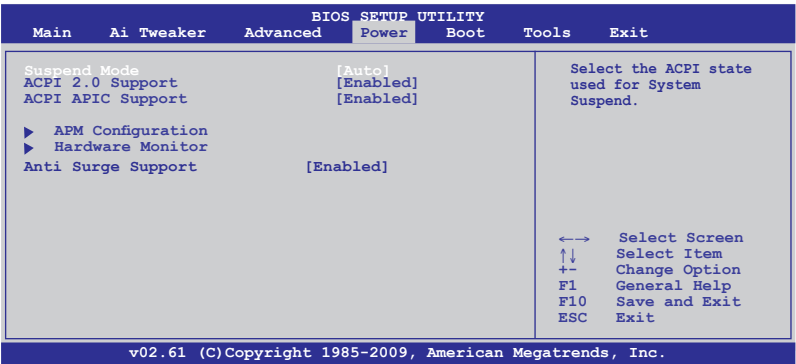 BIOS SETUP UTILITY
Main Ai Tweaker Advanced Power Boot Tools Exit
Suspend Mode [Auto]
ACPI 2.0 Support [Enabled]
ACPI APIC Support [Enabled]
APM Configuration
Hardware Monitor
Anti Surge Support [Enabled]
Select the ACPI state
used for System
Suspend.
←→ Select Screen
↑↓ Select Item
+- Change Option
F1 General Help
F10 Save and Exit
ESC Exit
v02.61 (C)Copyright 1985-2009, American Megatrends, Inc.